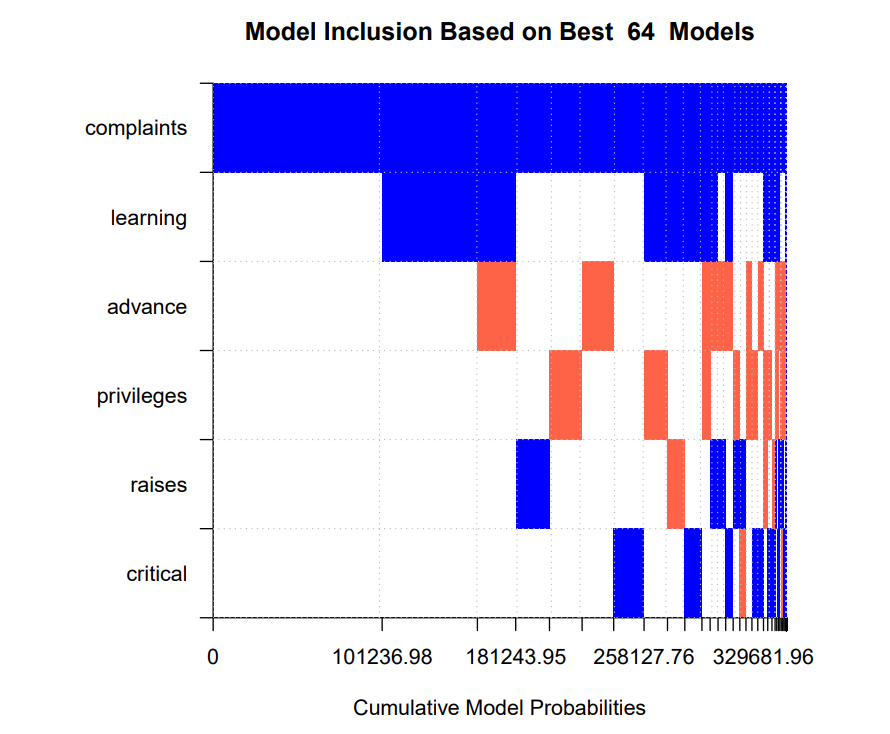 Model Inclusion Based on Best 64 Models
complaints
learning
advance
privileges
raises
critical
0 101236.98 181243.95 258127.76 329681.96
Cumulative Model Probabilities